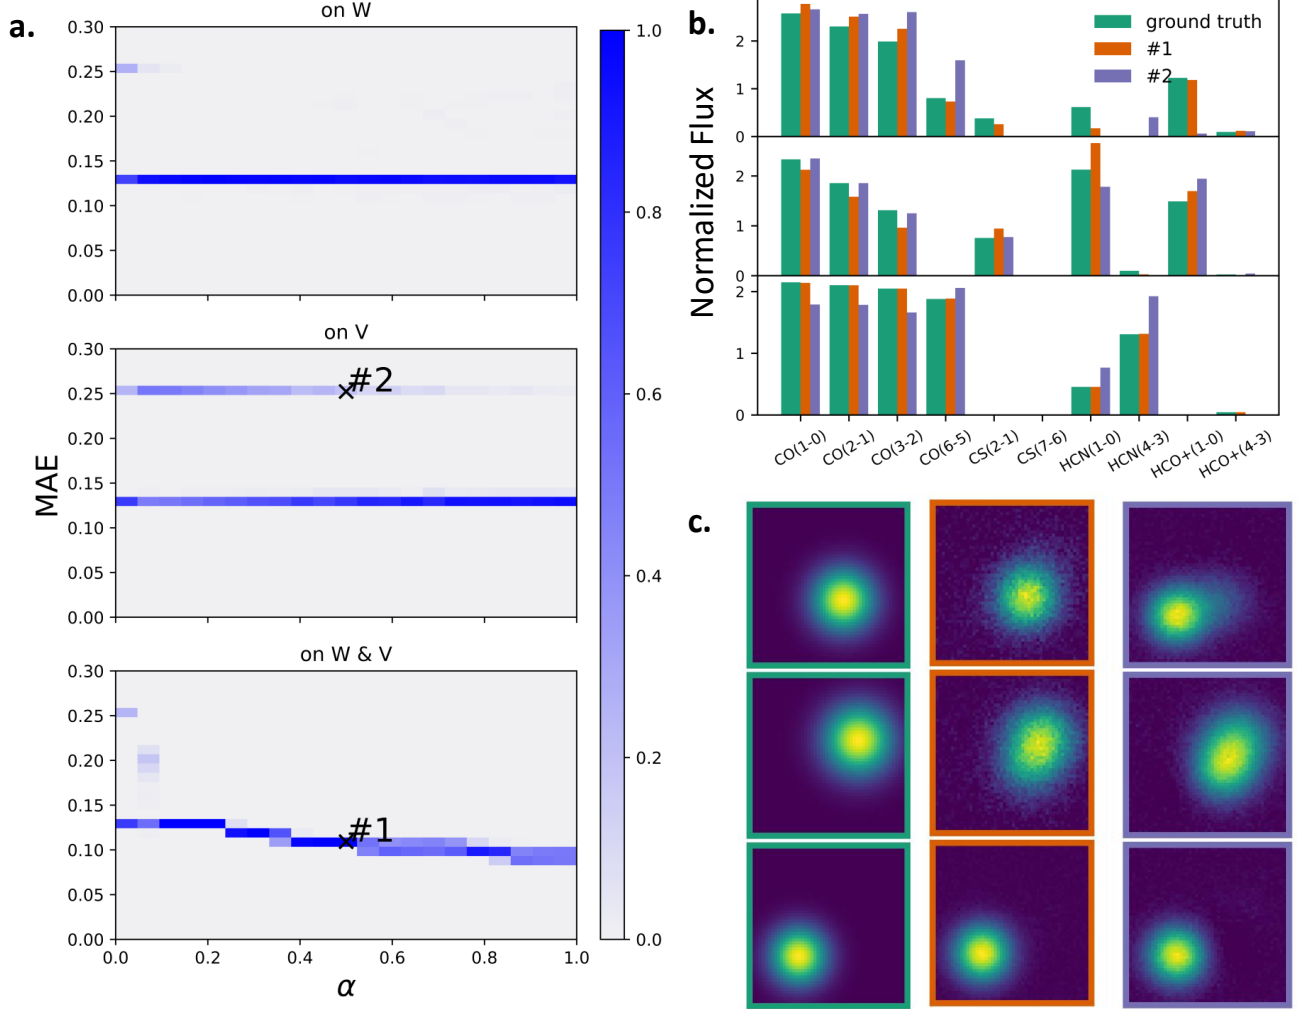 a.
on W
0.30
0.25
0.20
0.15
0.10
0.05
0.00
on V
0.30
0.25
0.20
0.15
0.10
0.05
0.00
#2
MAE
on W & V
0.30
0.25
0.20
0.15
0.10
0.05
0.00
#1
0.0 0.2 0.4 0.6 0.8 1.0
α
1.0
0.8
0.6
0.4
0.2
0.0
b.
Normalized Flux
2
1
0
2
1
0
2
1
0
ground truth
#1
#2
CO(1-0)
CO(2-1)
CO(3-2)
CO(6-5)
CS(2-1)
CS(7-6)
HCN(1-0)
HCN(4-3)
HCO+(1-0)
HCO+(4-3)
c.